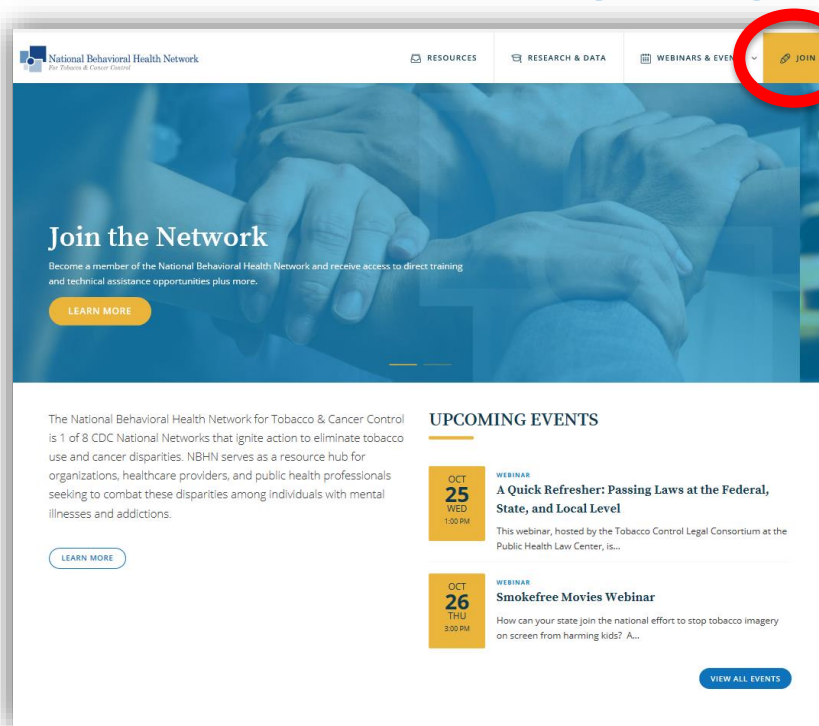 National Behavioral Health Network
For Tobacco & Cancer Control
RESOURCES
RESEARCH & DATA
WEBINARS & EVEN
JOIN
Join the Network
Become a member of the National Behavioral Health Network and receive access to direct training
and technical assistance opportunities plus more.
LEARN MORE
The National Behavioral Health Network for Tobacco & Cancer Control
is 1 of 8 CDC National Networks that ignite action to eliminate tobacco
use and cancer disparities. NBHN serves as a resource hub for
organizations, healthcare providers, and public health professionals
seeking to combat these disparities among individuals with mental
illnesses and addictions.
LEARN MORE
UPCOMING EVENTS
OCT
25
WED
1:00 PM
WEBINAR
A Quick Refresher: Passing Laws at the Federal,
State, and Local Level
This webinar, hosted by the Tobacco Control Legal Consortium at the
Public Health Law Center, is...
OCT
26
THU
3:00 PM
WEBINAR
Smokefree Movies Webinar
How can your state join the national effort to stop tobacco imagery
on screen from harming kids? A...
VIEW ALL EVENTS